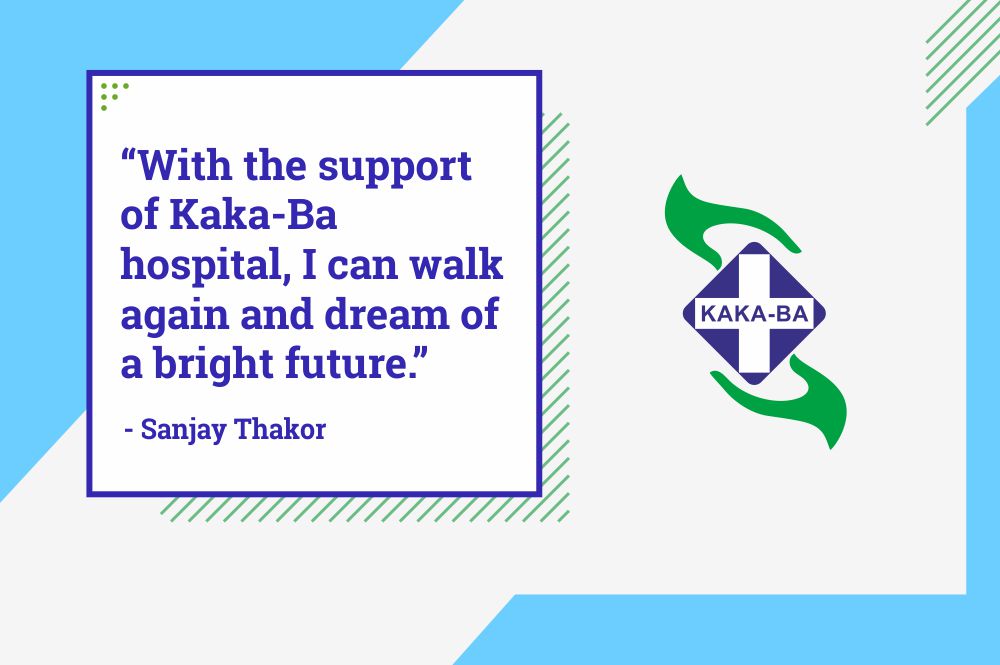 “With the support
of Kaka-Ba
hospital, I can walk
again and dream of
a bright future.”
- Sanjay Thakor
KAKA-BA